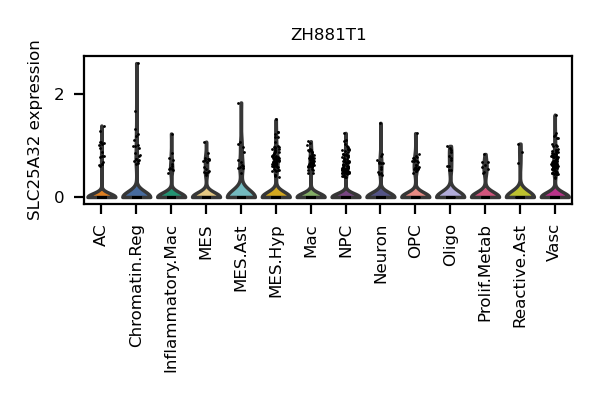 ZH881T1
SLC25A32 expression
2
0
AC
Chromatin.Reg
Inflammatory.Mac
MES
MES.Ast
MES.Hyp
Mac
NPC
Neuron
OPC
Oligo
Prolif.Metab
Reactive.Ast
Vasc